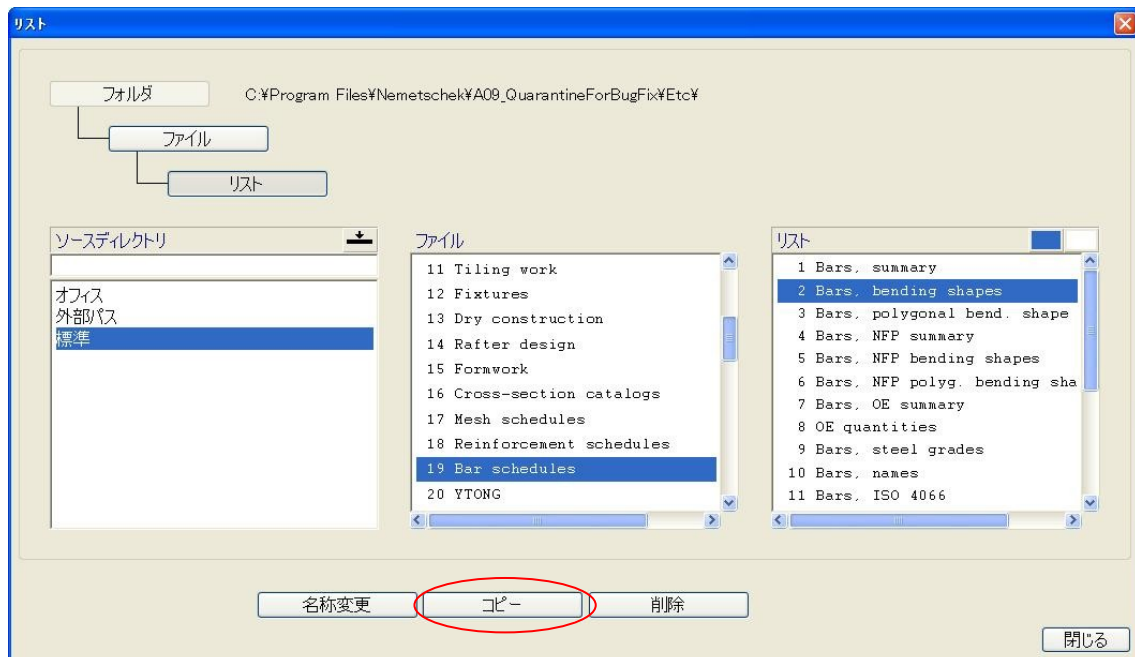 リスト
フォルダ
C:¥Program Files¥Nemetschek¥A09_QuarantineForBugFix¥Etc¥
ファイル
リスト
ソースディレクトリ
オフィス
外部パス
標準
ファイル
11 Tiling work
12 Fixtures
13 Dry construction
14 Rafter design
15 Formwork
16 Cross-section catalogs
17 Mesh schedules
18 Reinforcement schedules
19 Bar schedules
20 YTONG
リスト
1 Bars, summary
2 Bars, bending shapes
3 Bars, polygonal bend. shape
4 Bars, NFP summary
5 Bars, NFP bending shapes
6 Bars, NFP polyg. bending sha
7 Bars, OE summary
8 OE quantities
9 Bars, steel grades
10 Bars, names
11 Bars, ISO 4066
名称変更
コピー
削除
閉じる